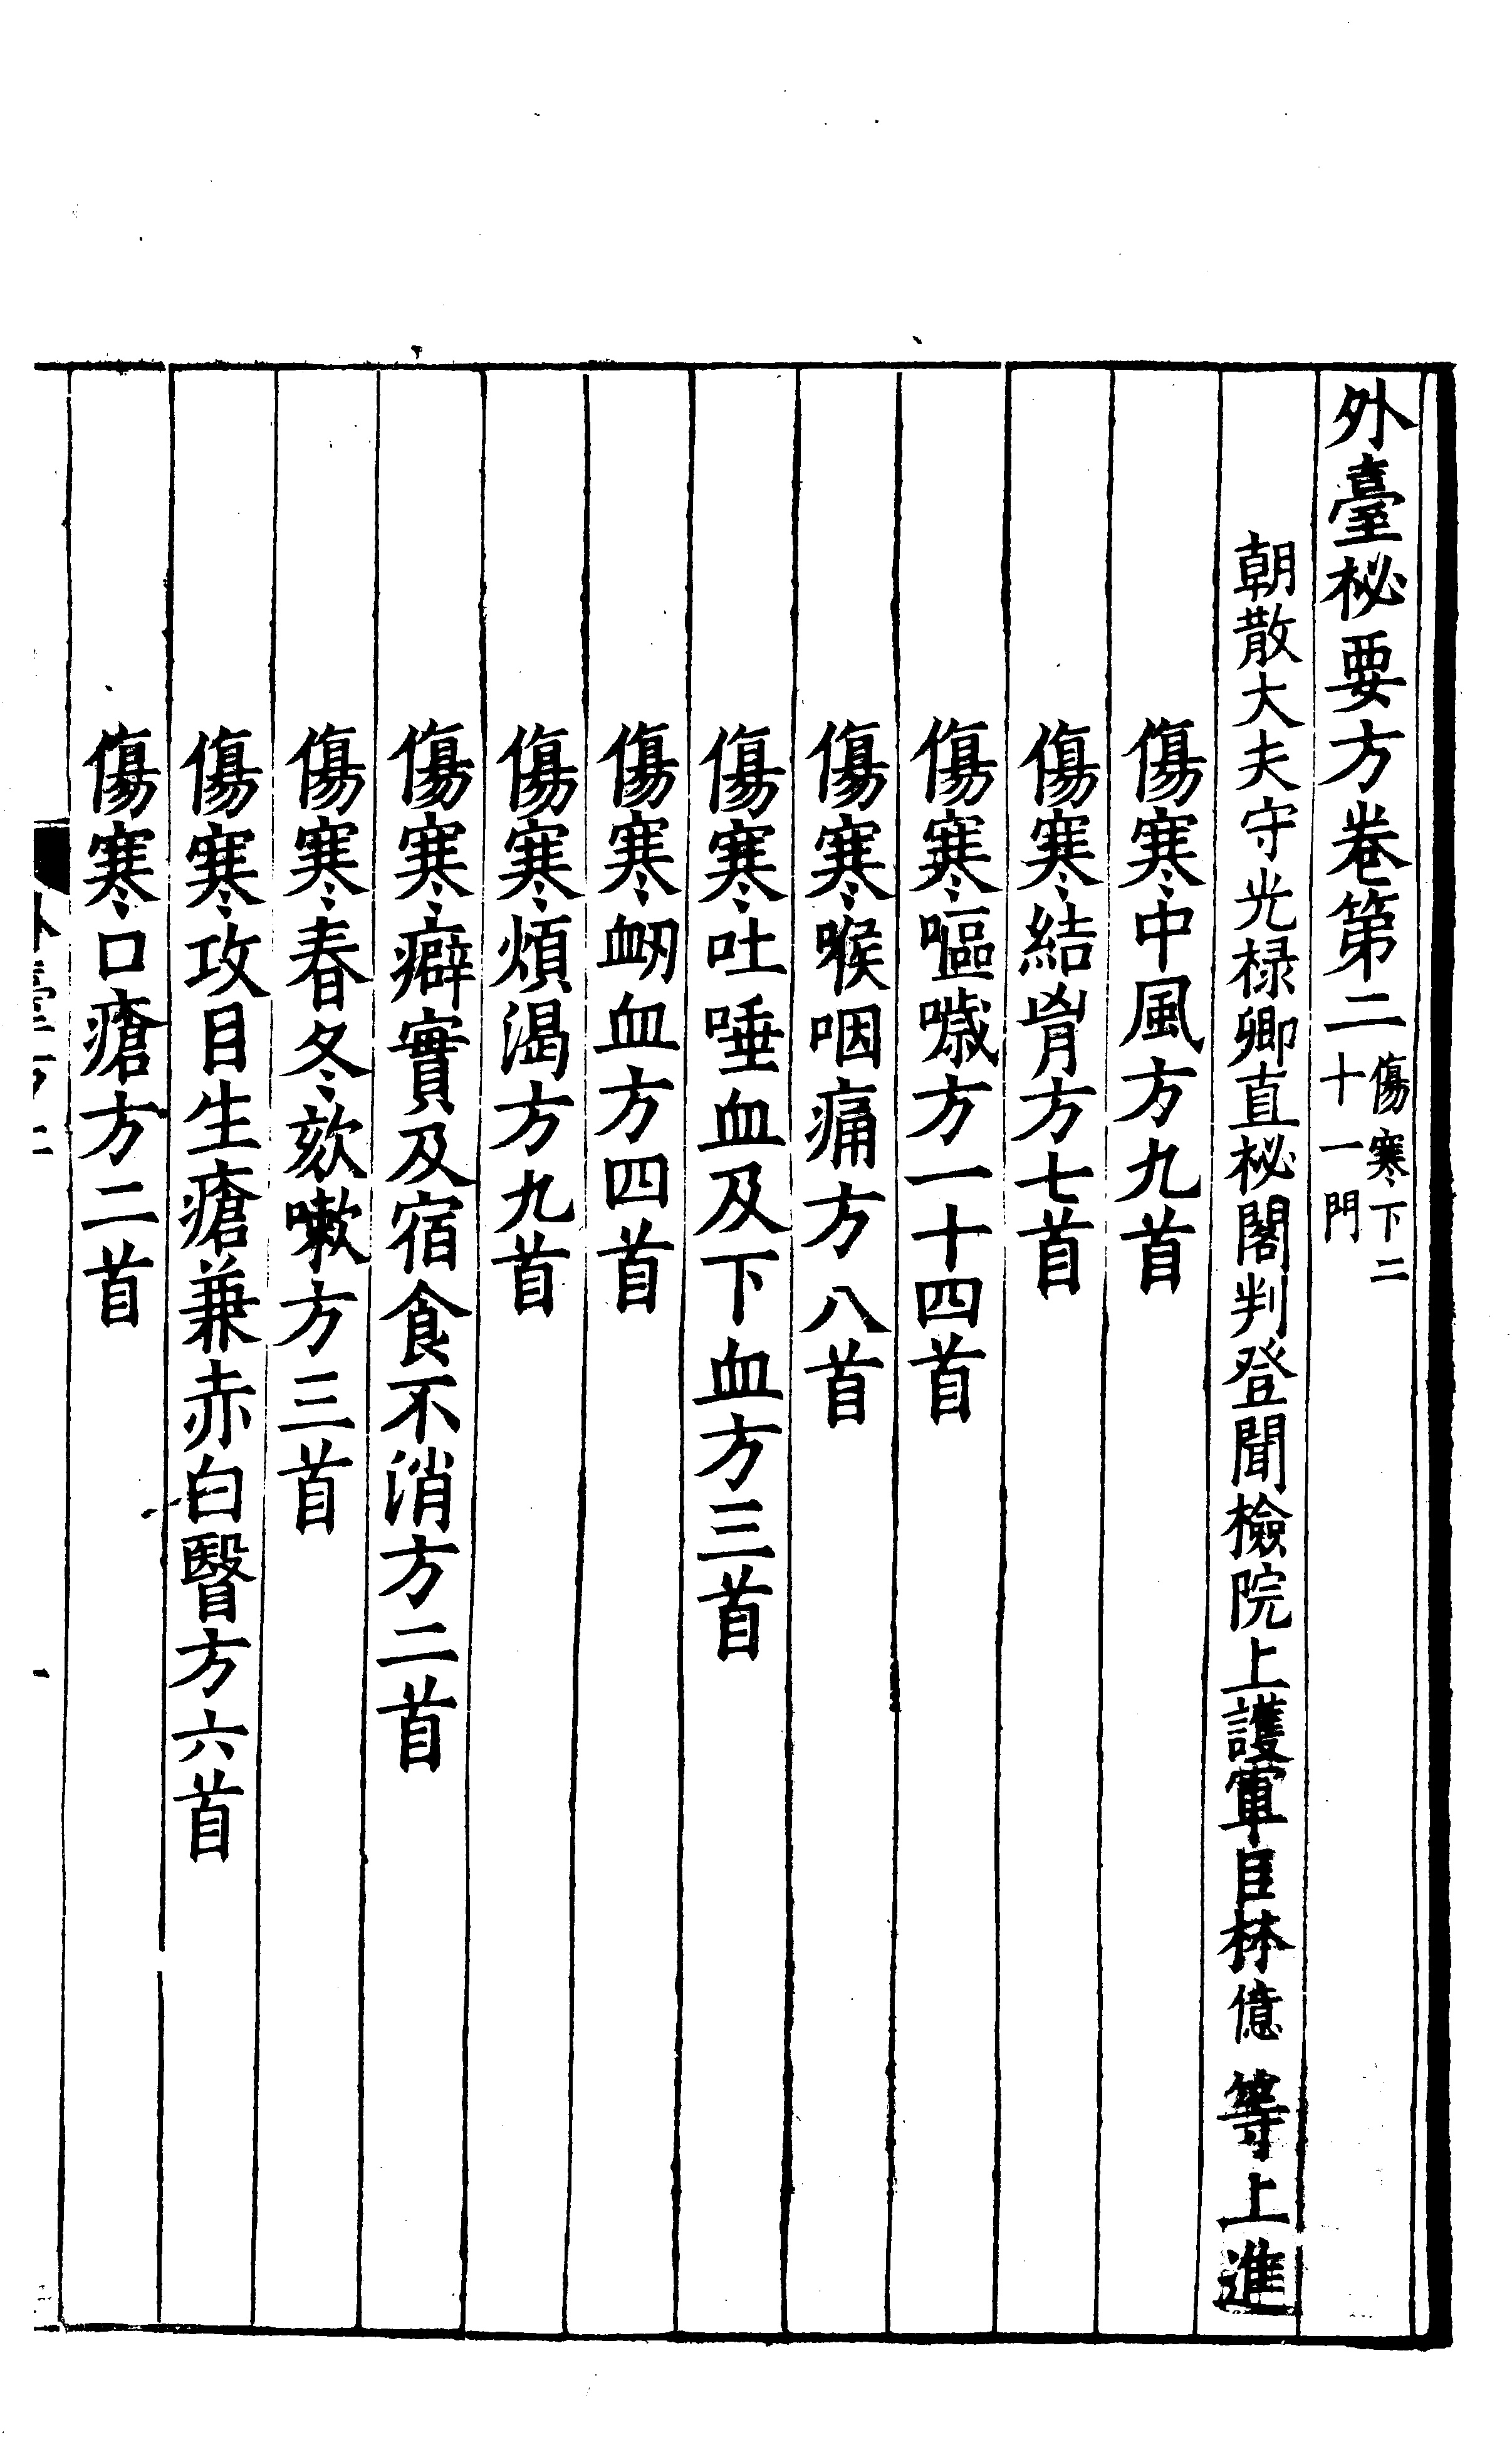 外臺秘要方卷第二傷寒下二十一門
朝散大夫守光禄卿直秘閣判登聞檢院上護軍臣林億等上進
傷寒中風方九首
傷寒結胷方七首
傷寒嘔噦方一十四首
傷寒喉咽痛方八首
傷寒吐唾血及下血方三首
傷寒衂血方四首
傷寒煩渴方九首
傷寒癖實及宿食不消方二首
傷寒春冬欬嗽方三首
傷寒攻目生瘡兼赤白瞖方六首
傷寒口瘡方二首